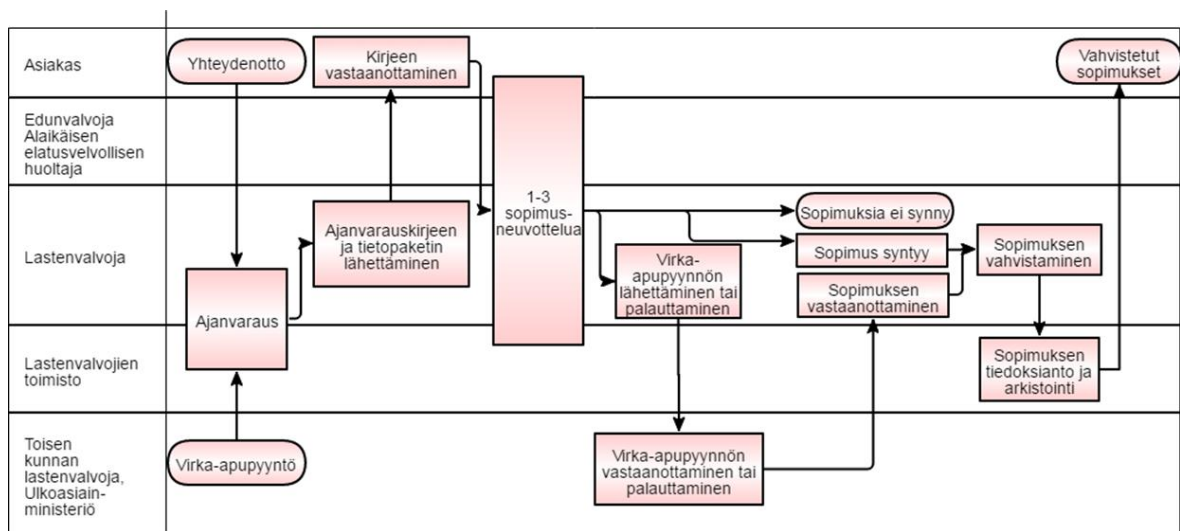 Asiakas
Yhteydenotto
Kirjeen
vastaanottaminen
Vahvistetut
sopimukset
Edunvalvoja
Alaikäisen
elatusvelvollisen
huoltaja
Lastenvalvoja
Ajanvarauskirjeen
ja tietopaketin
lähettäminen
1-3
sopimus-
neuvottelua
Sopimuksia ei synny
Sopimus syntyy
Sopimuksen
vastaanottaminen
Sopimuksen
vahvistaminen
Virka-
apupyynnön
lähettäminen tai
palauttaminen
Ajanvaraus
Lastenvalvojien
toimisto
Sopimuksen
tiedoksianto ja
arkistointi
Toisen
kunnan
lastenvalvoja,
Ulkoasiain-
ministeriö
Virka-apupyyntö
Virka-apupyynnön
vastaanottaminen tai
palauttaminen